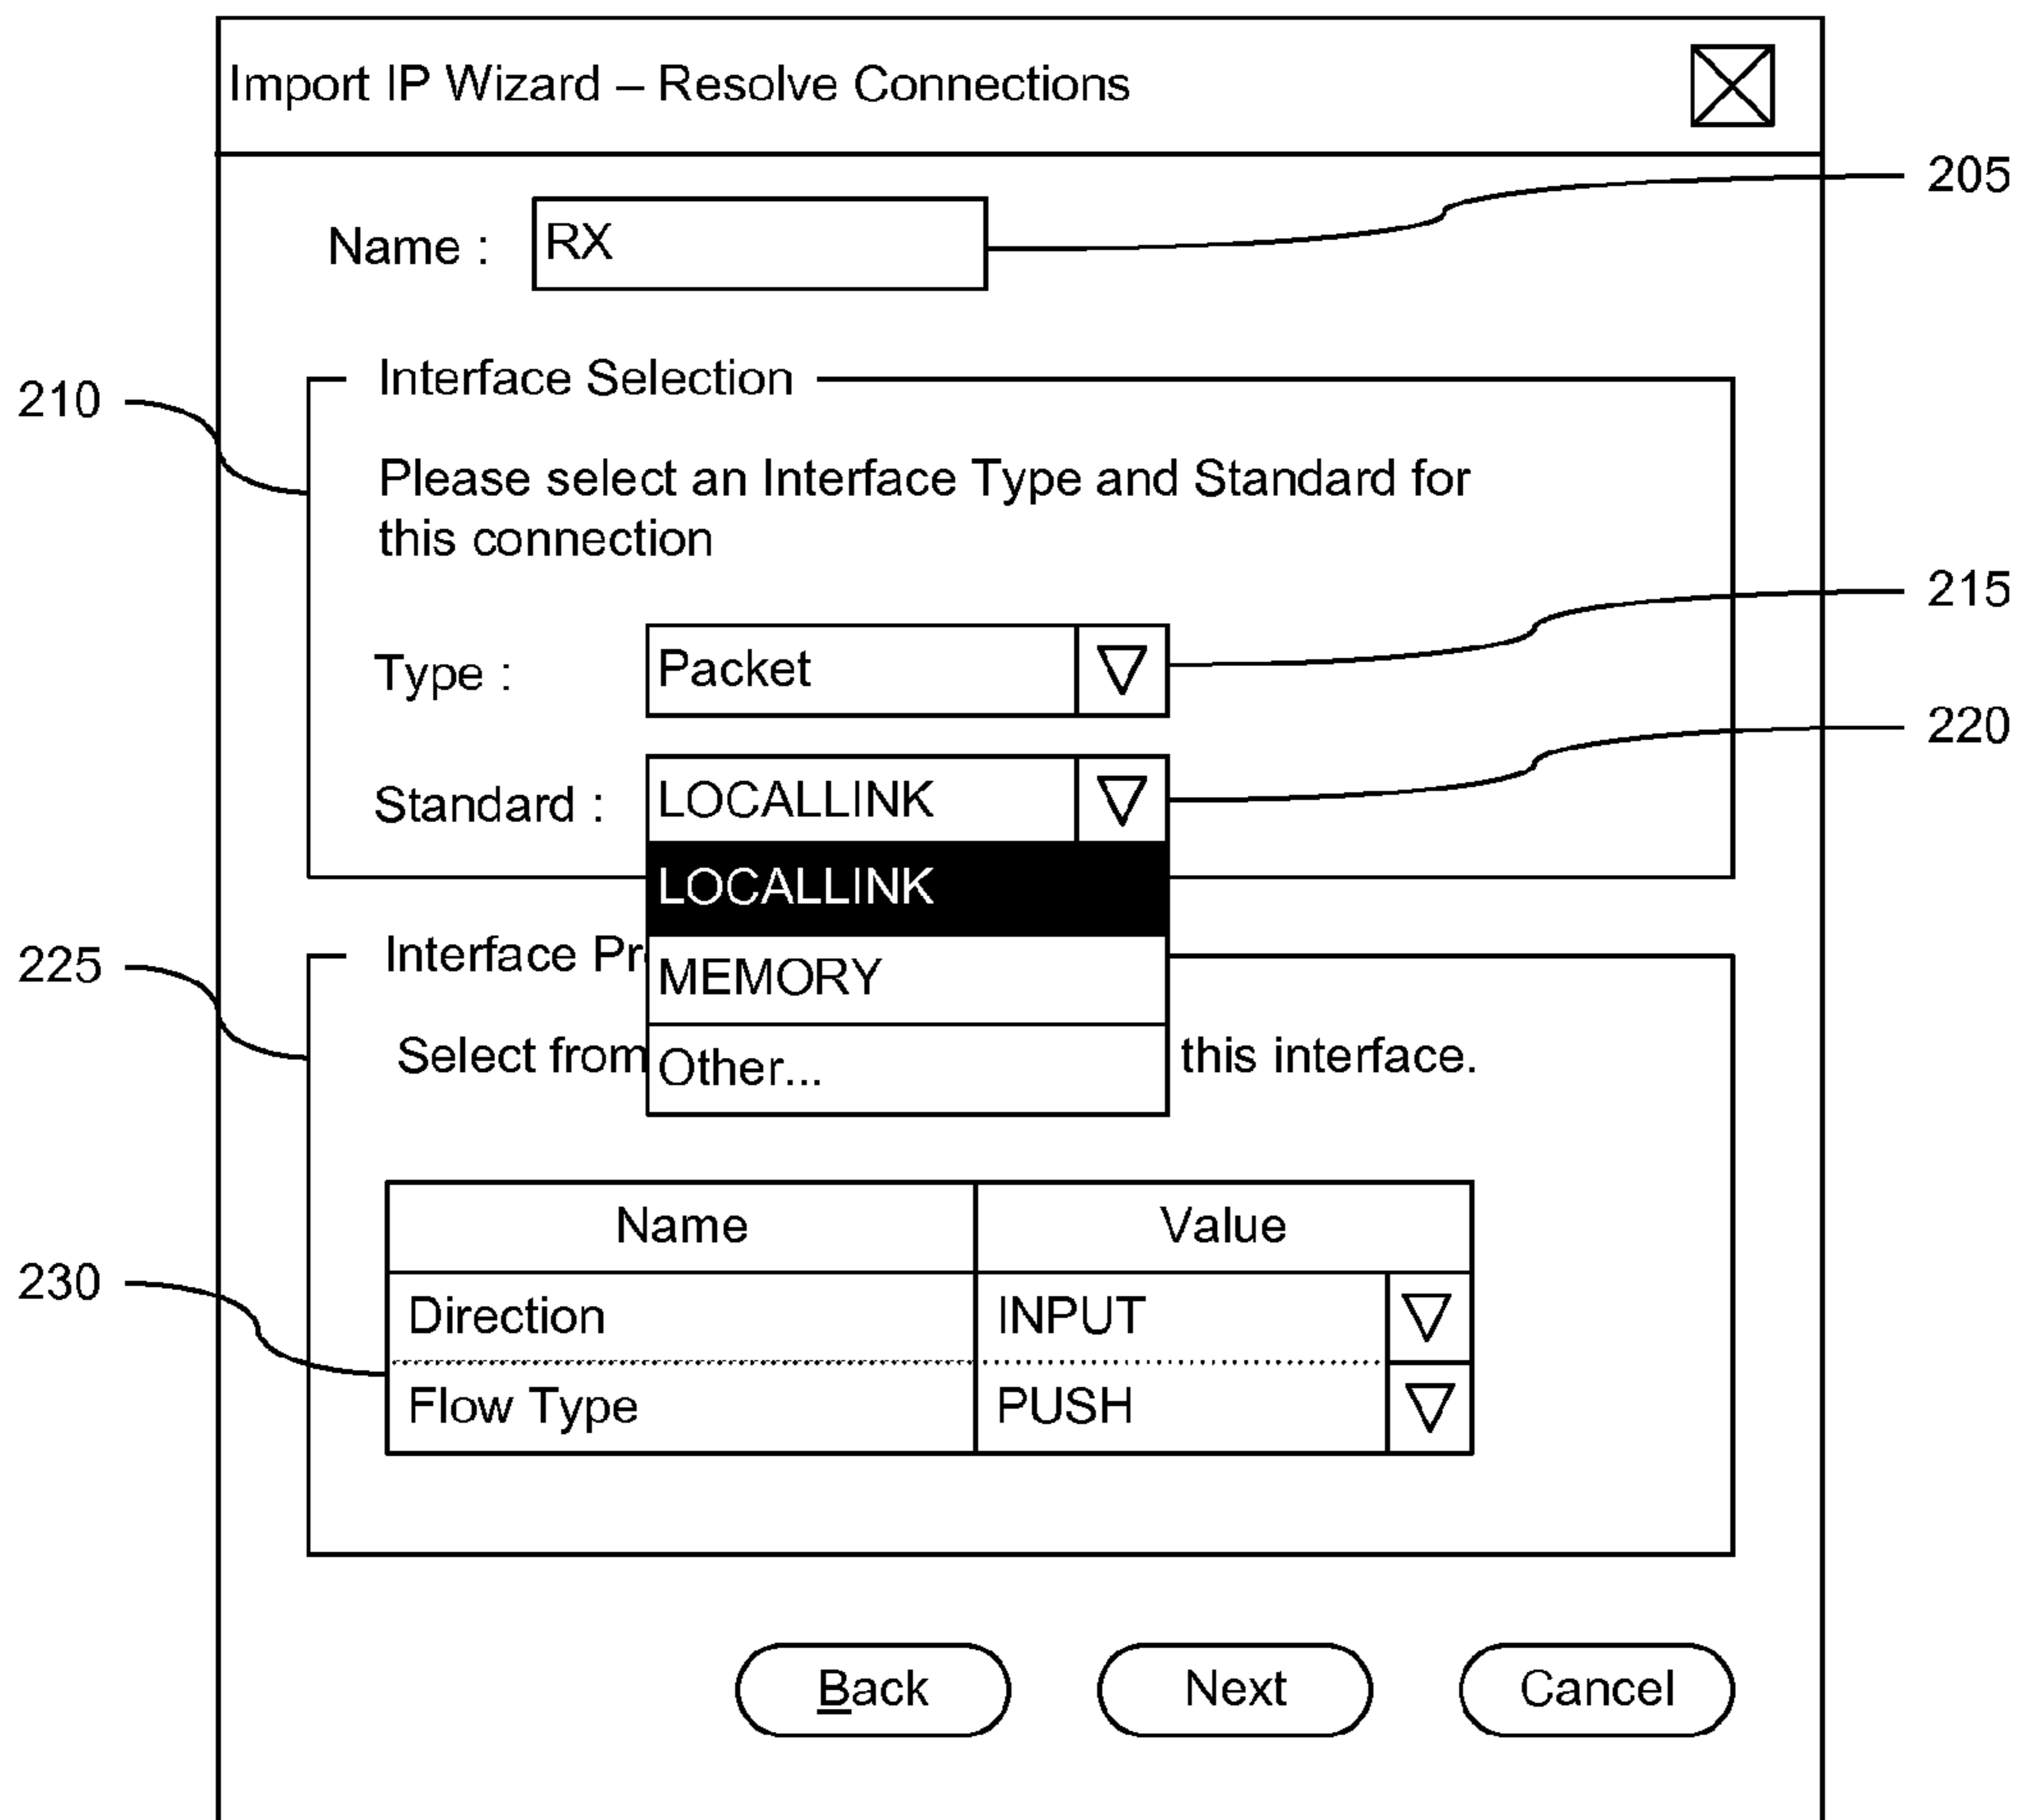 Import IP Wizard – Resolve Connections
205
Name : RX
210
Interface Selection
Please select an Interface Type and Standard for
this connection
215
Type : Packet
220
Standard : LOCALLINK
LOCALLINK
225
Interface Pr
MEMORY
Select from this interface.
Other...
Name Value
230
Direction INPUT
Flow Type PUSH
Back Next Cancel